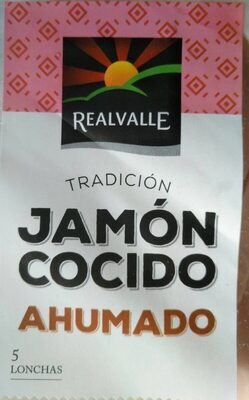 REALVALLE
TRADICIÓN
JAMÓN
COCIDO
AHUMADO
5
LONCHAS